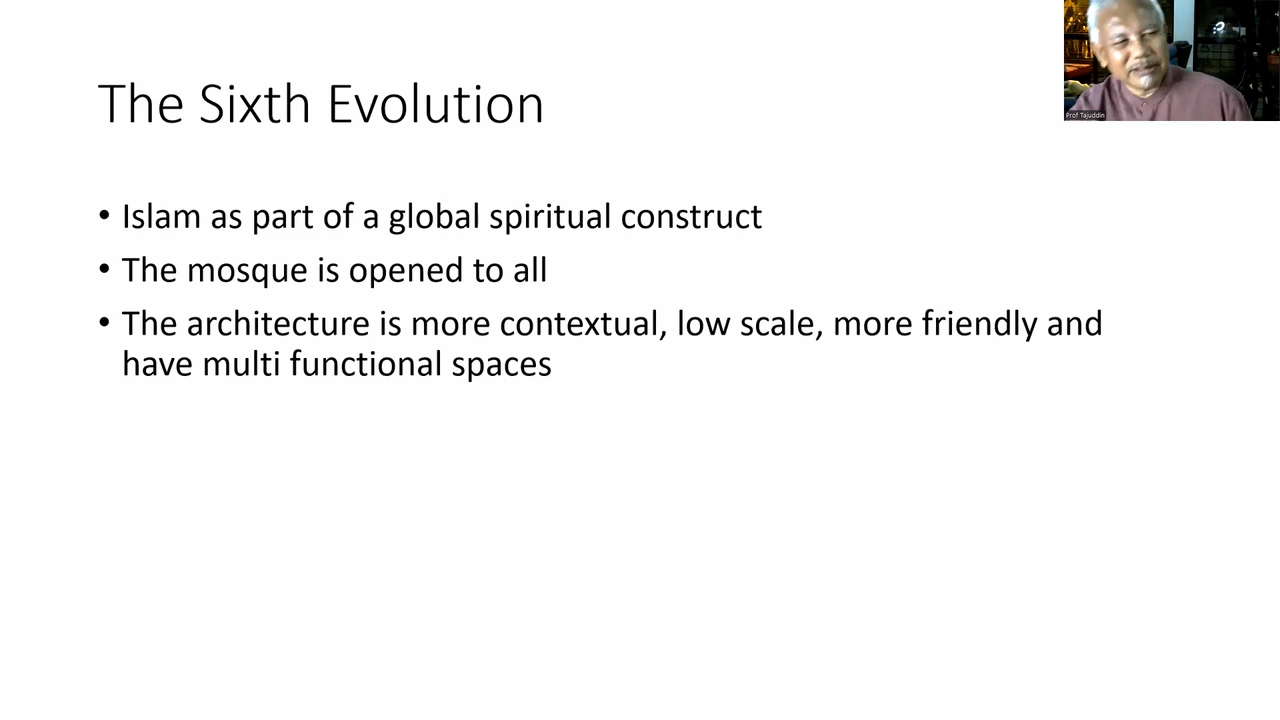 The Sixth Evolution
• Islam as part of a global spiritual construct
• The mosque is opened to all
• The architecture is more contextual, low scale, more friendly and
have multi functional spaces
Prof Tajuddin